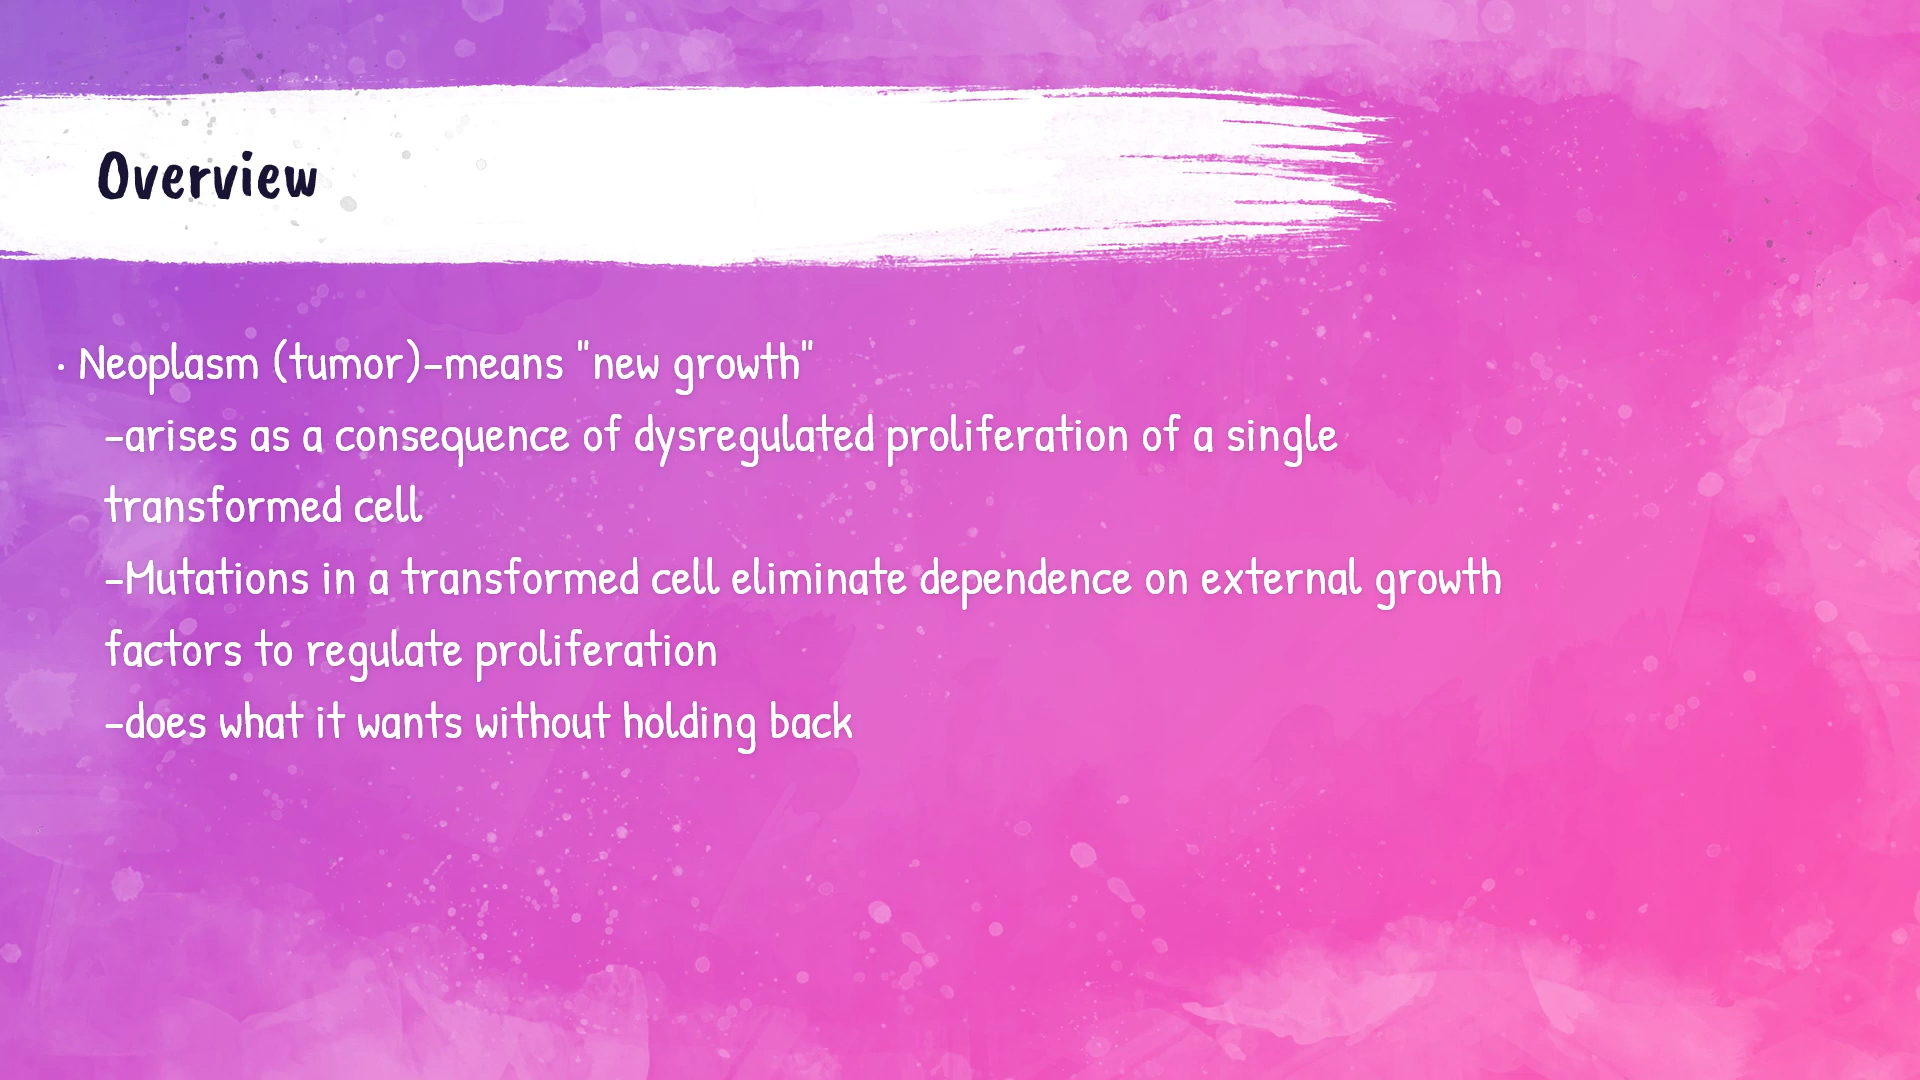 Overview
· Neoplasm (tumor)-means "new growth"
-arises as a consequence of dysregulated proliferation of a single
transformed cell
-Mutations in a transformed cell eliminate dependence on external growth
factors to regulate proliferation
-does what it wants without holding back